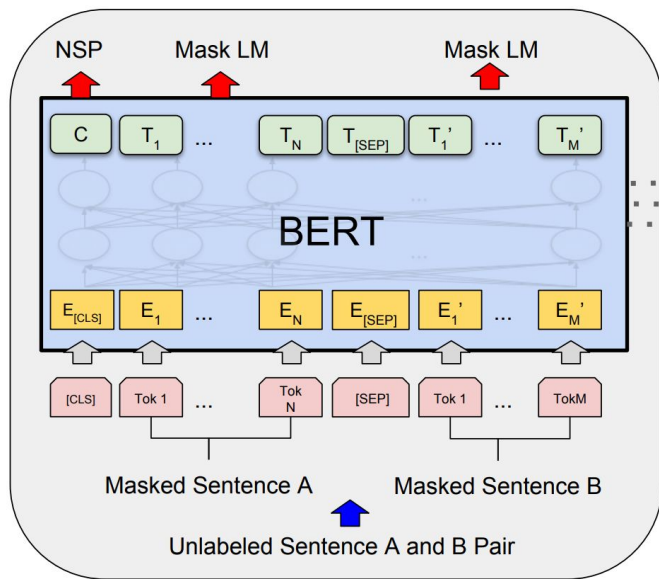 NSP Mask LM Mask LM
C T1 ... TN T[SEP] T1' ... TM'
...
BERT
...
E[CLS] E1 ... EN E[SEP] E1' ... EM'
[CLS] Tok 1 ... Tok N [SEP] Tok 1 ... TokM
Masked Sentence A Masked Sentence B
Unlabeled Sentence A and B Pair